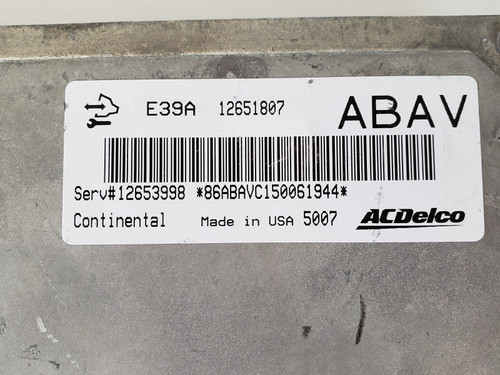 E39A 12651807 ABAV
Serv#12653998 *86ABAVC150061944*
Continental Made in USA 5007 ACDelco